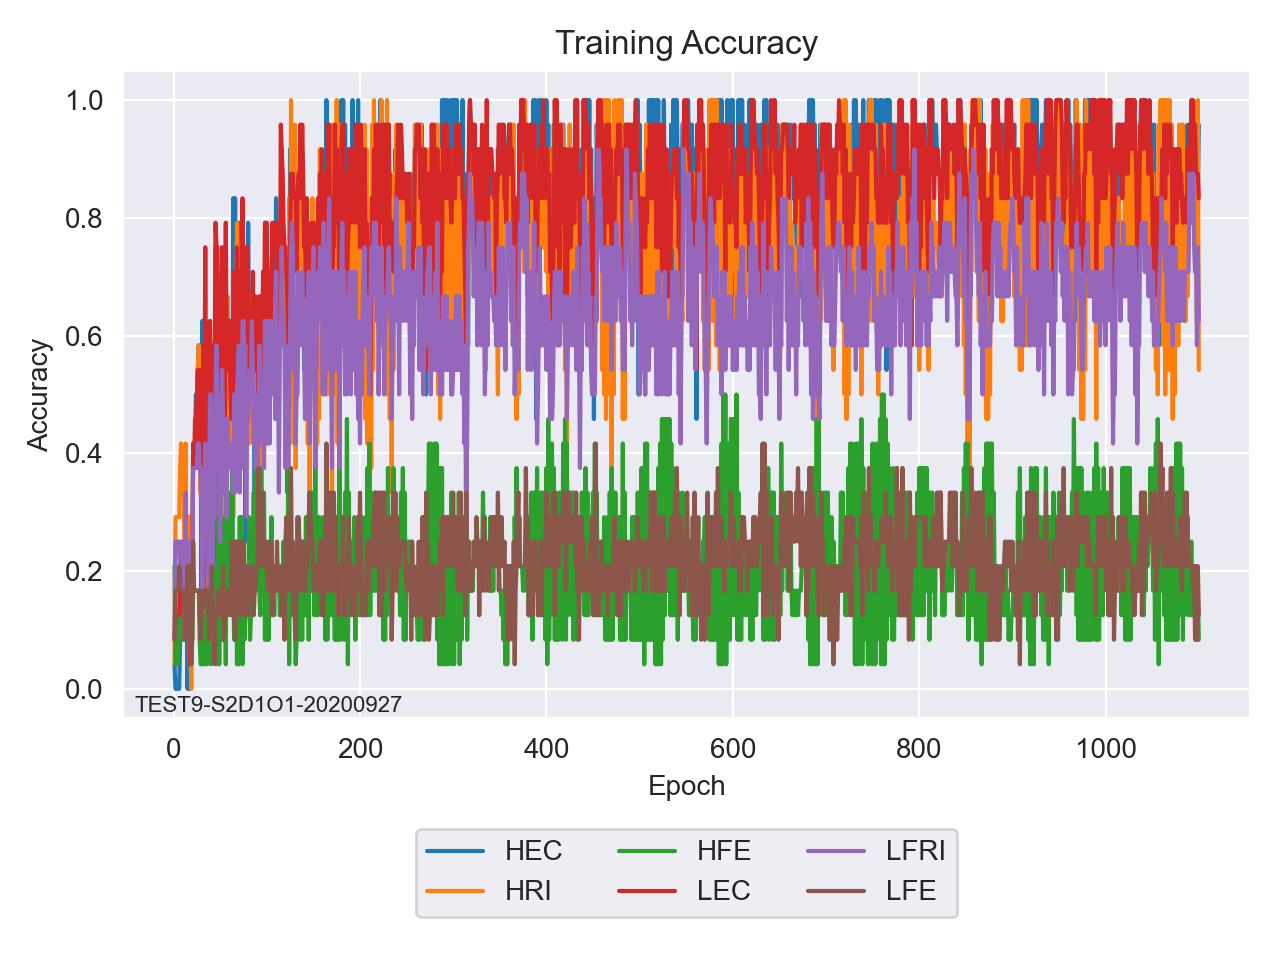 Training Accuracy
Accuracy
1.0
0.8
0.6
0.4
0.2
0.0
TEST9-S2D1O1-20200927
0 200 400 600 800 1000
Epoch
HEC HFE LFRI
HRI LEC LFE